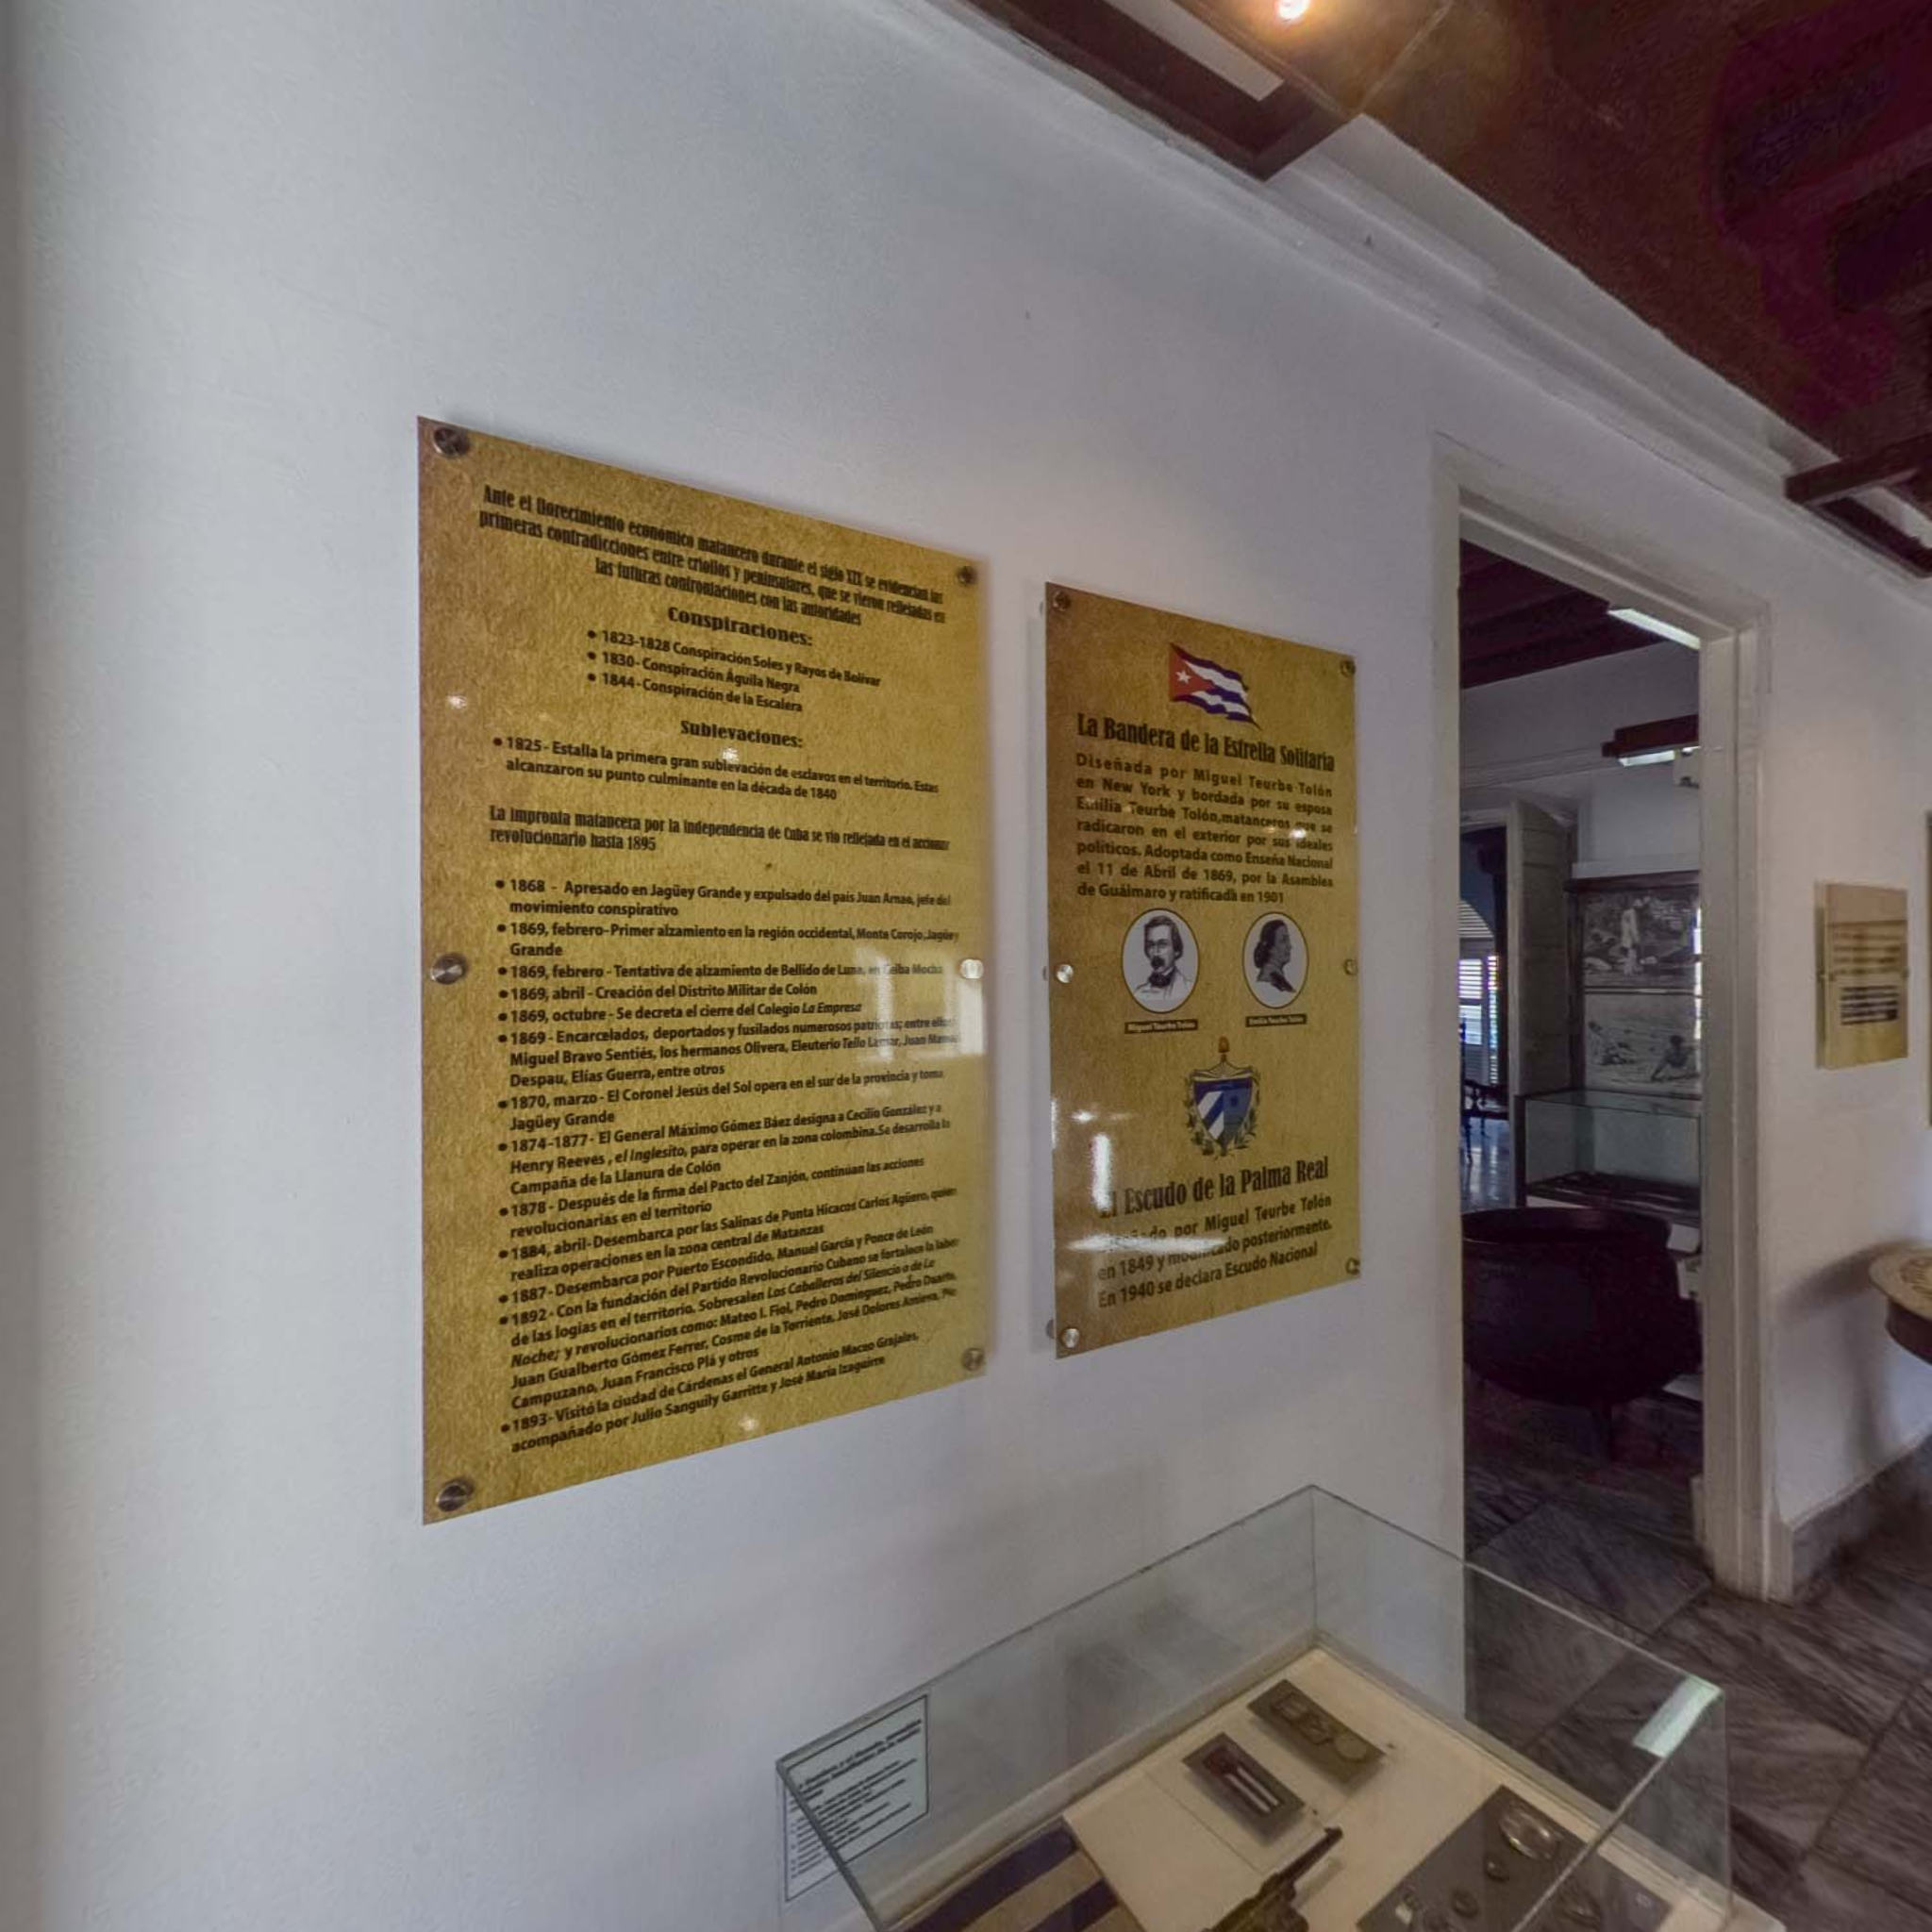 Ante el florecimiento económico matancero durante el siglo XIX se evidencian las
primeras contradicciones entre criollos y peninsulares, que se vieron reflejadas en
las futuras confrontaciones con las autoridades
Conspiraciones:
• 1823-1828 Conspiración Soles y Rayos de Bolívar
• 1830- Conspiración Águila Negra
• 1844- Conspiración de la Escalera
Sublevaciones:
• 1825- Estalla la primera gran sublevación de esclavos en el territorio. Estas
alcanzaron su punto culminante en la década de 1840
La impronta matancera por la independencia de Cuba se vio reflejada en el accionar
revolucionario hasta 1895
• 1868 - Apresado en Jagüey Grande y expulsado del país Juan Arnao, jefe del
movimiento conspirativo
• 1869, febrero- Primer alzamiento en la región occidental, Monte Corojo, Jagüey
Grande
• 1869, febrero - Tentativa de alzamiento de Bellido de Luna, en Ceiba Mocha
• 1869, abril - Creación del Distrito Militar de Colón
• 1869, octubre - Se decreta el cierre del Colegio La Empresa
• 1869 - Encarcelados, deportados y fusilados numerosos patriotas; entre ellos:
Miguel Bravo Sentiés, los hermanos Olivera, Eleuterio Tello Lamar, Juan Manuel
Despau, Elías Guerra, entre otros
• 1870, marzo - El Coronel Jesús del Sol opera en el sur de la provincia y toma
Jagüey Grande
• 1874-1877- El General Máximo Gómez Báez designa a Cecilio González y a
Henry Reeves , el Inglesito, para operar en la zona colombina. Se desarrolla la
Campaña de la Llanura de Colón
• 1878 - Después de la firma del Pacto del Zanjón, continúan las acciones
revolucionarias en el territorio
• 1884, abril- Desembarca por las Salinas de Punta Hicacos Carlos Agüero, quien
realiza operaciones en la zona central de Matanzas
• 1887- Desembarca por Puerto Escondido, Manuel García y Ponce de León
• 1892 - Con la fundación del Partido Revolucionario Cubano se fortalece la labor
de las logias en el territorio. Sobresalen Los Caballeros del Silencio o de La
Noche; y revolucionarios como: Mateo I. Fiol, Pedro Domínguez, Pedro Duarte,
Juan Gualberto Gómez Ferrer, Cosme de la Torriente, José Dolores Amieva, Pío
Campuzano, Juan Francisco Plá y otros
• 1893- Visitó la ciudad de Cárdenas el General Antonio Maceo Grajales,
acompañado por Julio Sanguily Garritte y José María Izaguirre
La Bandera de la Estrella Solitaria
Diseñada por Miguel Teurbe Tolón
en New York y bordada por su esposa
Emilia Teurbe Tolón, matanceros que se
radicaron en el exterior por sus ideales
políticos. Adoptada como Enseña Nacional
el 11 de Abril de 1869, por la Asamblea
de Guáimaro y ratificada en 1901
Miguel Teurbe Tolón
Emilia Teurbe Tolón
El Escudo de la Palma Real
Diseñado por Miguel Teurbe Tolón
en 1849 y modificado posteriormente.
En 1940 se declara Escudo Nacional